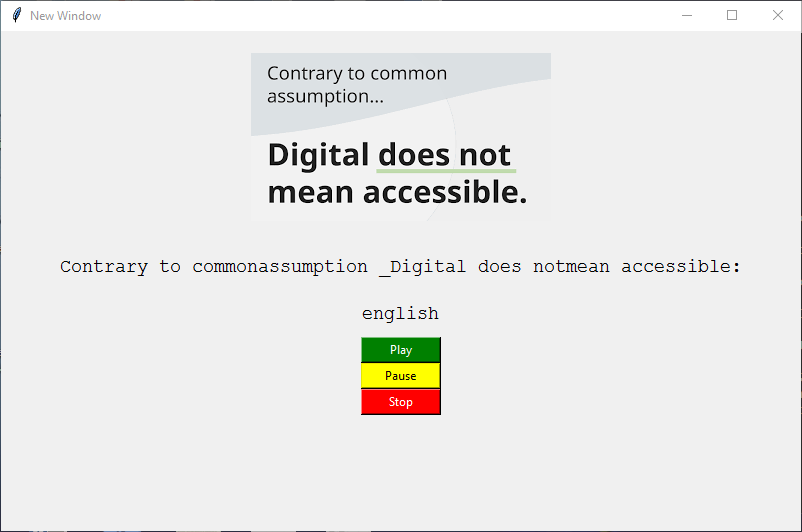 New Window
Contrary to common
assumption...
Digital does not
mean accessible.
Contrary to commonassumption _Digital does notmean accessible:
english
Play
Pause
Stop